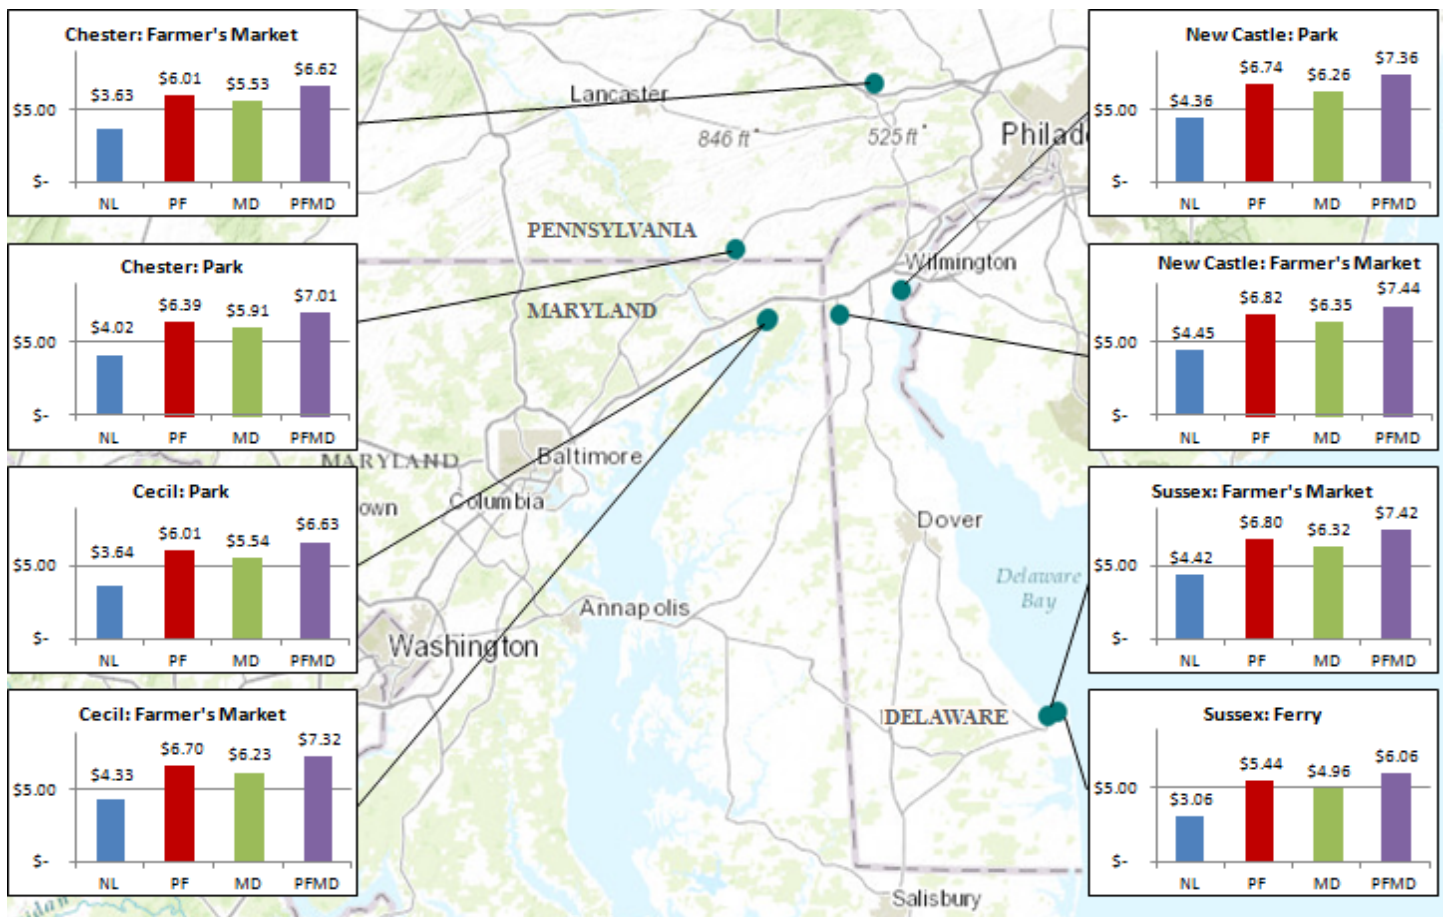 Chester: Farmer's Market
$3.63
$6.01
$5.53
$6.62
$5.00
$-
NL PF MD PFMD
Chester: Park
$4.02
$6.39
$5.91
$7.01
$5.00
$-
NL PF MD PFMD
Cecil: Park
$3.64
$6.01
$5.54
$6.63
$5.00
$-
NL PF MD PFMD
Cecil: Farmer's Market
$4.33
$6.70
$6.23
$7.32
$5.00
$-
NL PF MD PFMD
Lancaster
846 ft
525 ft
Philad
PENNSYLVANIA
Wilmington
MARYLAND
MARYLAND
Baltimore
own
Columbia
Dover
Delaware
Bay
Annapolis
Washington
DELAWARE
Salisbury
New Castle: Park
$4.36
$6.74
$6.26
$7.36
$5.00
$-
NL PF MD PFMD
New Castle: Farmer's Market
$4.45
$6.82
$6.35
$7.44
$5.00
$-
NL PF MD PFMD
Sussex: Farmer's Market
$4.42
$6.80
$6.32
$7.42
$5.00
$-
NL PF MD PFMD
Sussex: Ferry
$3.06
$5.44
$4.96
$6.06
$5.00
$-
NL PF MD PFMD